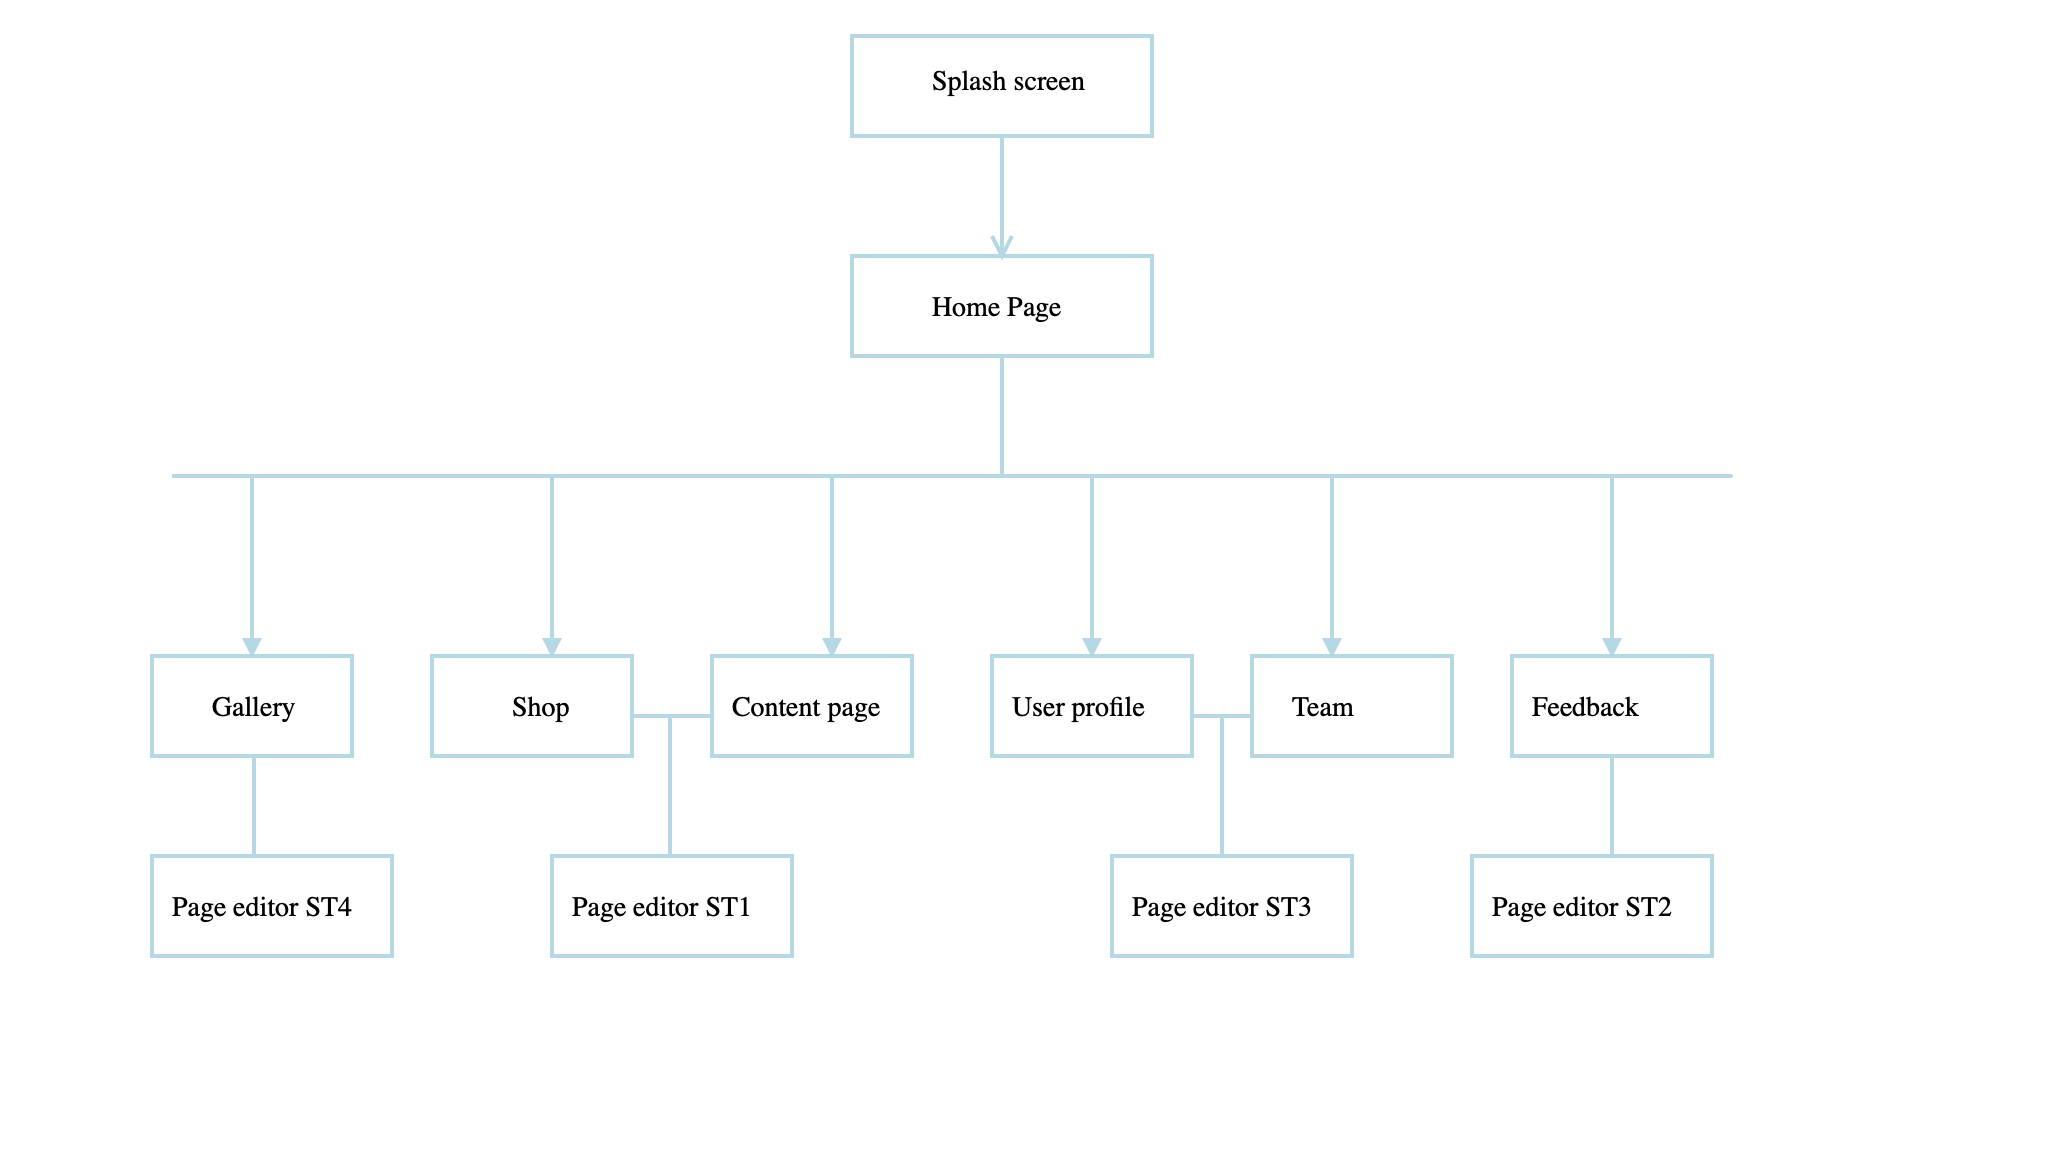 Splash screen
Home Page
Gallery
Shop
Content page
User profile
Team
Feedback
Page editor ST4
Page editor ST1
Page editor ST3
Page editor ST2